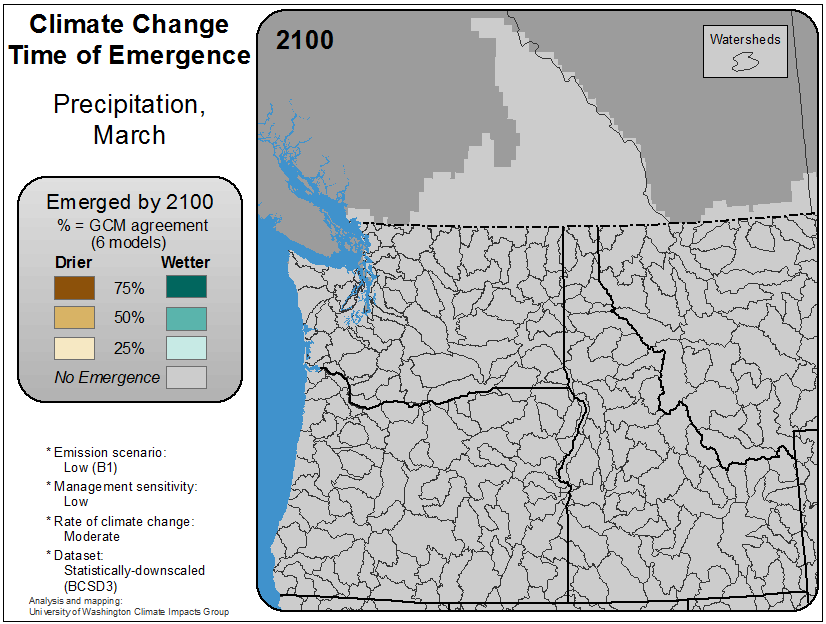 Climate Change
Time of Emergence
Precipitation,
March
Emerged by 2100
% = GCM agreement
(6 models)
Drier Wetter
75%
50%
25%
No Emergence
* Emission scenario:
Low (B1)
* Management sensitivity:
Low
* Rate of climate change:
Moderate
* Dataset:
Statistically-downscaled
(BCSD3)
Analysis and mapping:
University of Washington Climate Impacts Group
2100
Watersheds